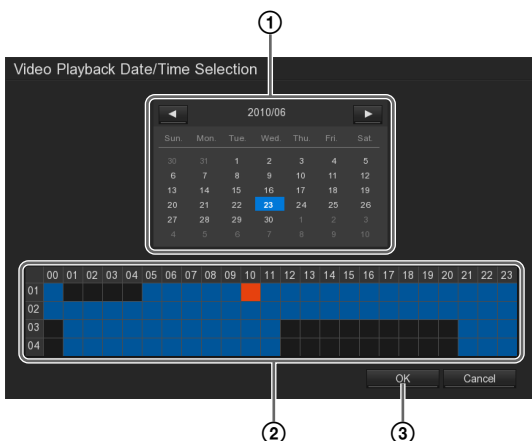 ①
Video Playback Date/Time Selection
◄ 2010/06 ►
Sun. Mon. Tue. Wed. Thu. Fri. Sat.
30 31 1 2 3 4 5
6 7 8 9 10 11 12
13 14 15 16 17 18 19
20 21 22 23 24 25 26
27 28 29 30 1 2 3
4 5 6 7 8 9 10
00 01 02 03 04 05 06 07 08 09 10 11 12 13 14 15 16 17 18 19 20 21 22 23
01
02
03
04
OK Cancel
② ③